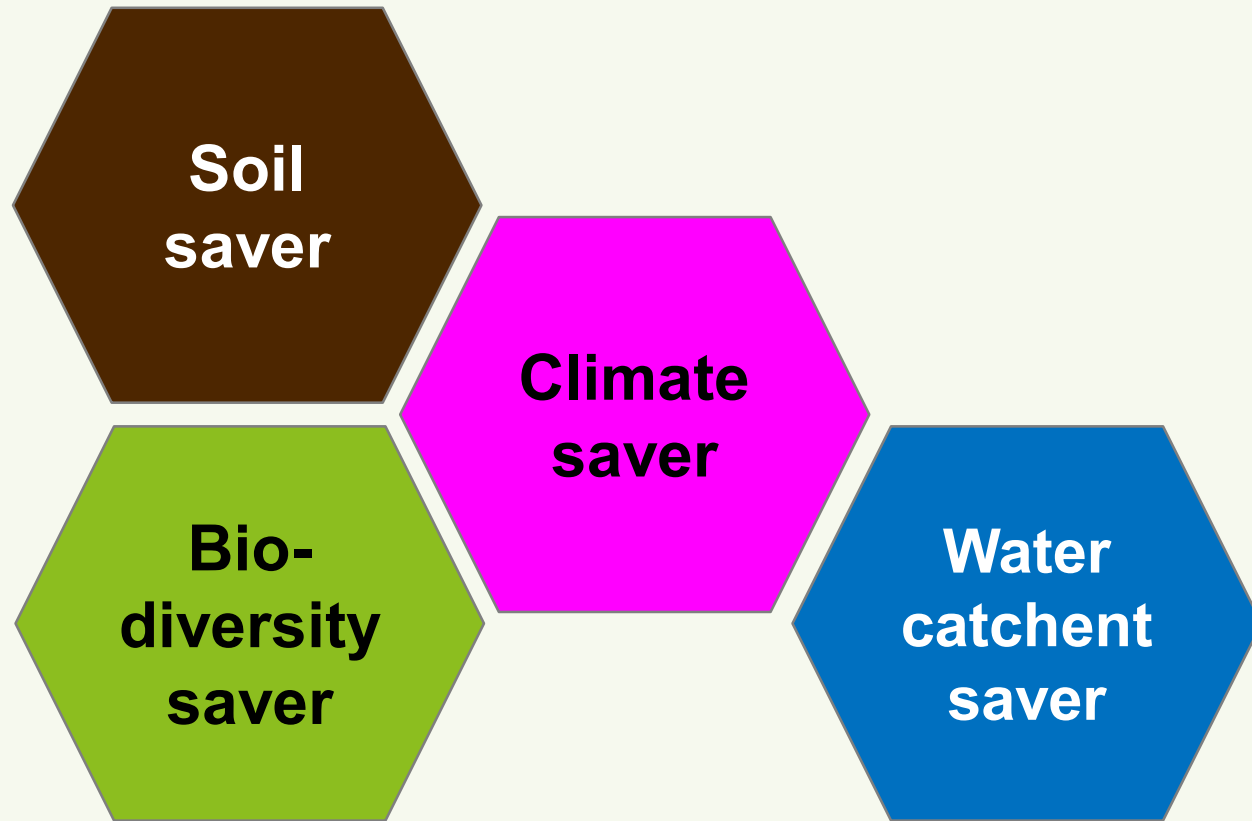 Soil
saver
Climate
saver
Bio-
diversity
saver
Water
catchent
saver